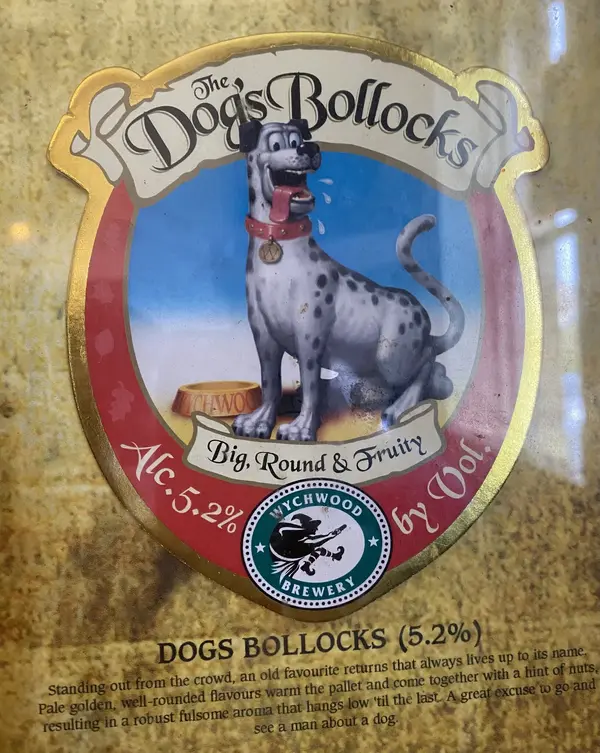 The
Dog's Bollocks
Big, Round & Fruity
Alc. 5.2%
by Vol.
WYCHWOOD
BREWERY
DOGS BOLLOCKS (5.2%)
Standing out from the crowd, an old favourite returns that always lives up to its name.
Pale golden, well-rounded flavours warm the pallet and come together with a hint of nuts,
resulting in a robust fulsome aroma that hangs low 'til the last. A great excuse to go and
see a man about a dog.